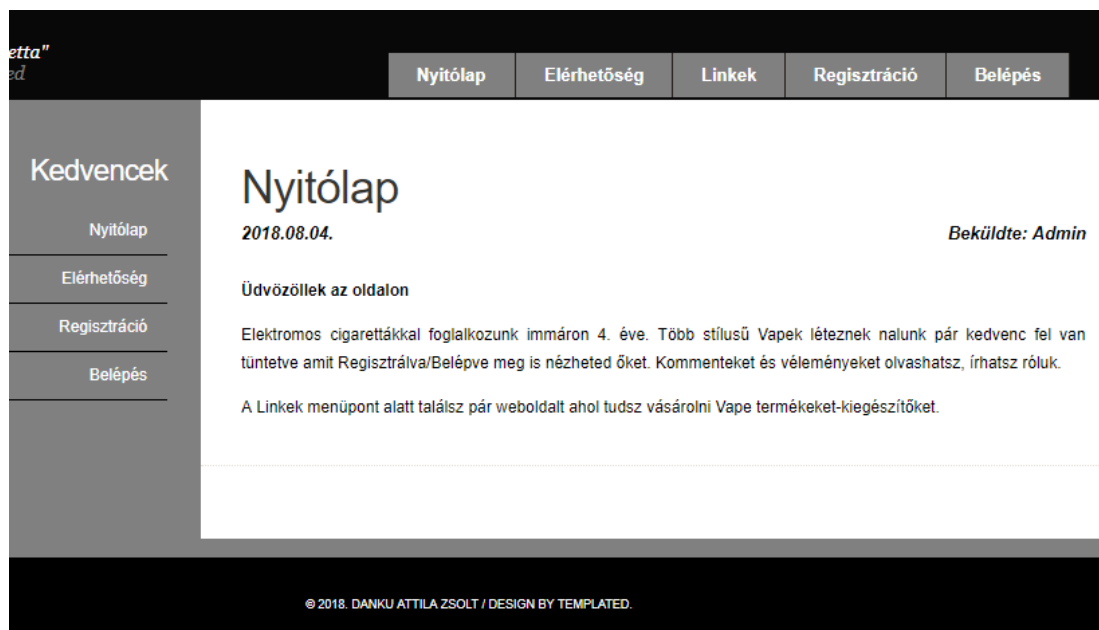 etta"
ed
Nyitólap Elérhetőség Linkek Regisztráció Belépés
Kedvencek
Nyitólap
Elérhetőség
Regisztráció
Belépés
Nyitólap
2018.08.04. Beküldte: Admin
Üdvözöllek az oldalon
Elektromos cigarettákkal foglalkozunk immáron 4. éve. Több stílusű Vapek léteznek nalunk pár kedvenc fel van
tüntetve amit Regisztrálva/Belépve meg is nézheted őket. Kommenteket és véleményeket olvashatsz, írhatsz róluk.
A Linkek menüpont alatt találsz pár weboldalt ahol tudsz vásárolni Vape termékeket-kiegészítőket.
© 2018. DANKU ATTILA ZSOLT / DESIGN BY TEMPLATED.